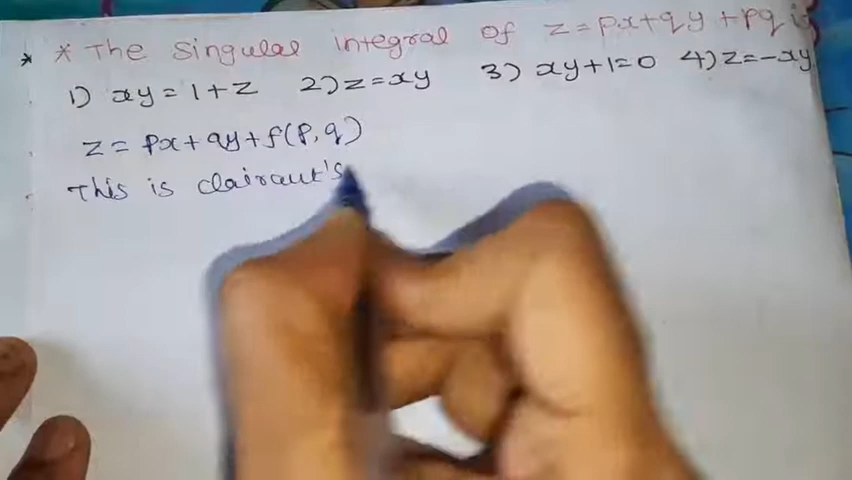 * * The singular integral of z = px + qy + pq is
1) xy = 1 + z 2) z = xy 3) xy + 1 = 0 4) z = -xy
z = px + qy + f(p, q)
This is clairaut's